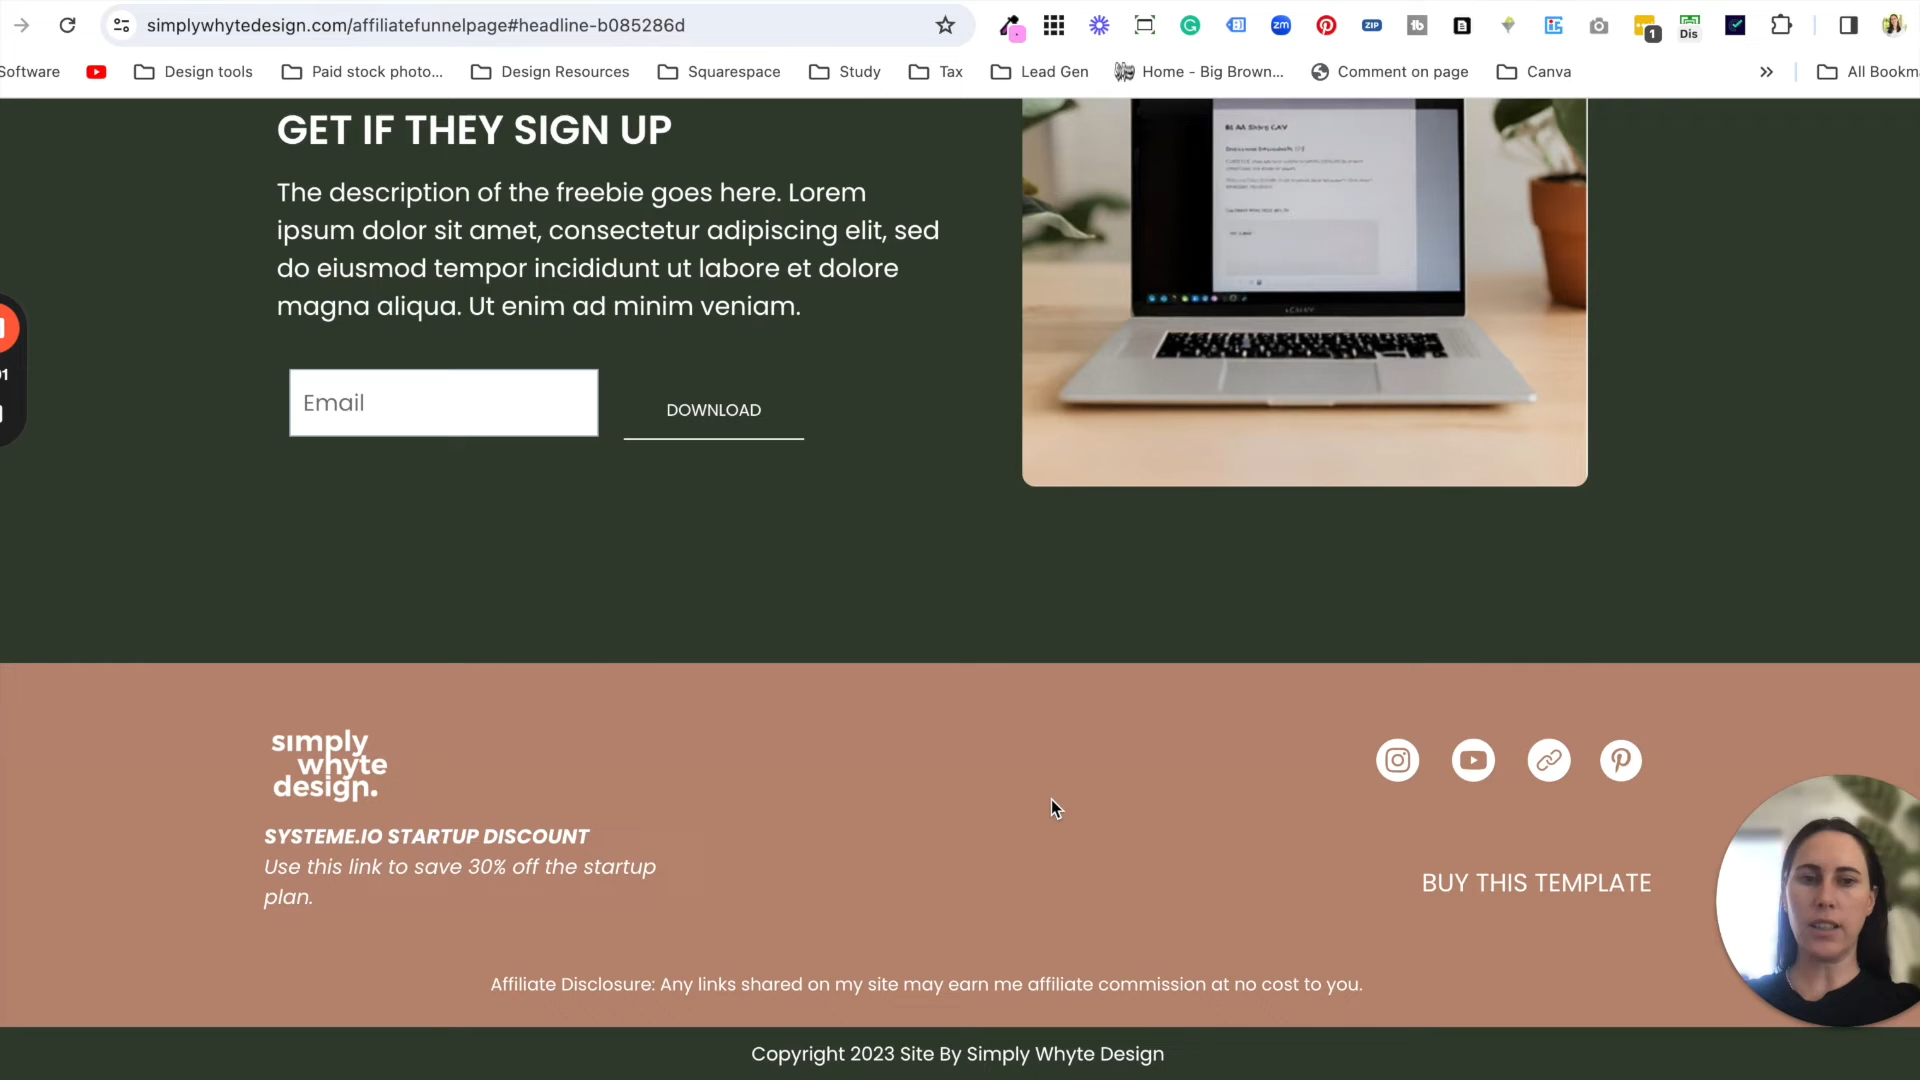 simplywhytedesign.com/affiliatefunnelpage#headline-b085286d
zm
ZIP
1
Dis
Software
Design tools
Paid stock photo...
Design Resources
Squarespace
Study
Tax
Lead Gen
Home - Big Brown...
Comment on page
Canva
All Bookm
GET IF THEY SIGN UP
The description of the freebie goes here. Lorem
ipsum dolor sit amet, consectetur adipiscing elit, sed
do eiusmod tempor incididunt ut labore et dolore
magna aliqua. Ut enim ad minim veniam.
Email
DOWNLOAD
simply
whyte
design.
SYSTEME.IO STARTUP DISCOUNT
Use this link to save 30% off the startup
plan.
BUY THIS TEMPLATE
Affiliate Disclosure: Any links shared on my site may earn me affiliate commission at no cost to you.
Copyright 2023 Site By Simply Whyte Design